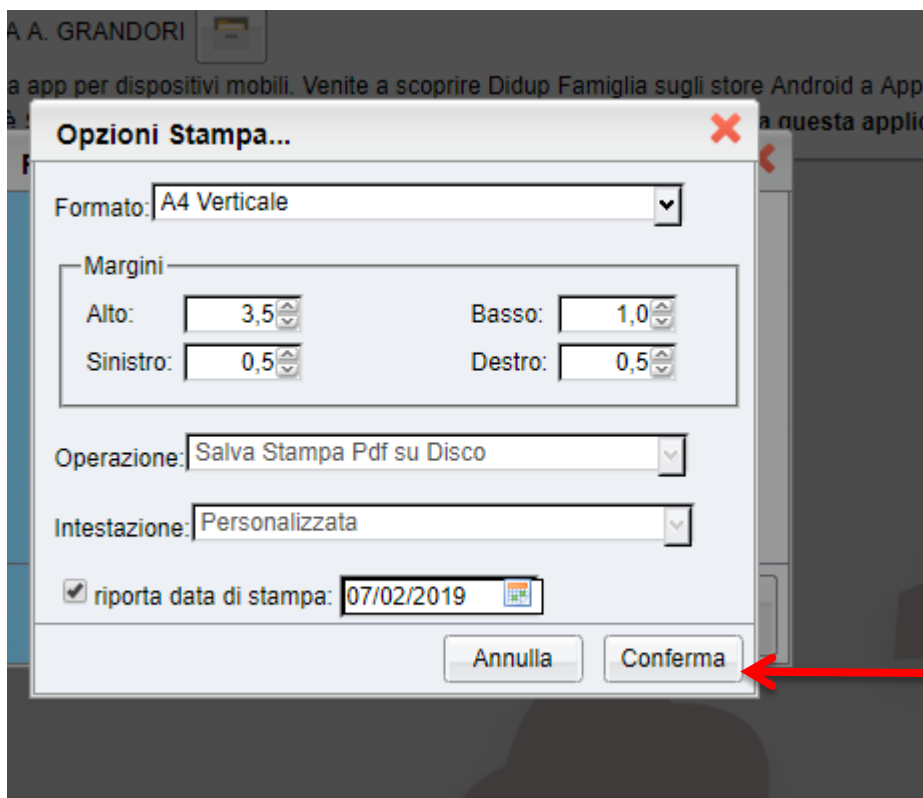 A A. GRANDORI
a app per dispositivi mobili. Venite a scoprire Didup Famiglia sugli store Android a App
a questa applic
Opzioni Stampa...
Formato: A4 Verticale
Margini
Alto: 3,5 Basso: 1,0
Sinistro: 0,5 Destro: 0,5
Operazione: Salva Stampa Pdf su Disco
Intestazione: Personalizzata
riporta data di stampa: 07/02/2019
Annulla Conferma